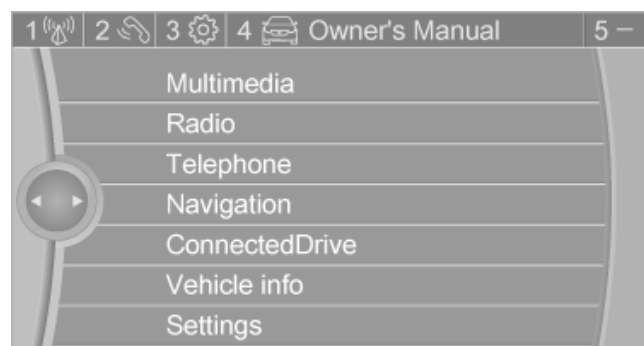 1 2 3 4 Owner's Manual 5 –
Multimedia
Radio
Telephone
Navigation
ConnectedDrive
Vehicle info
Settings